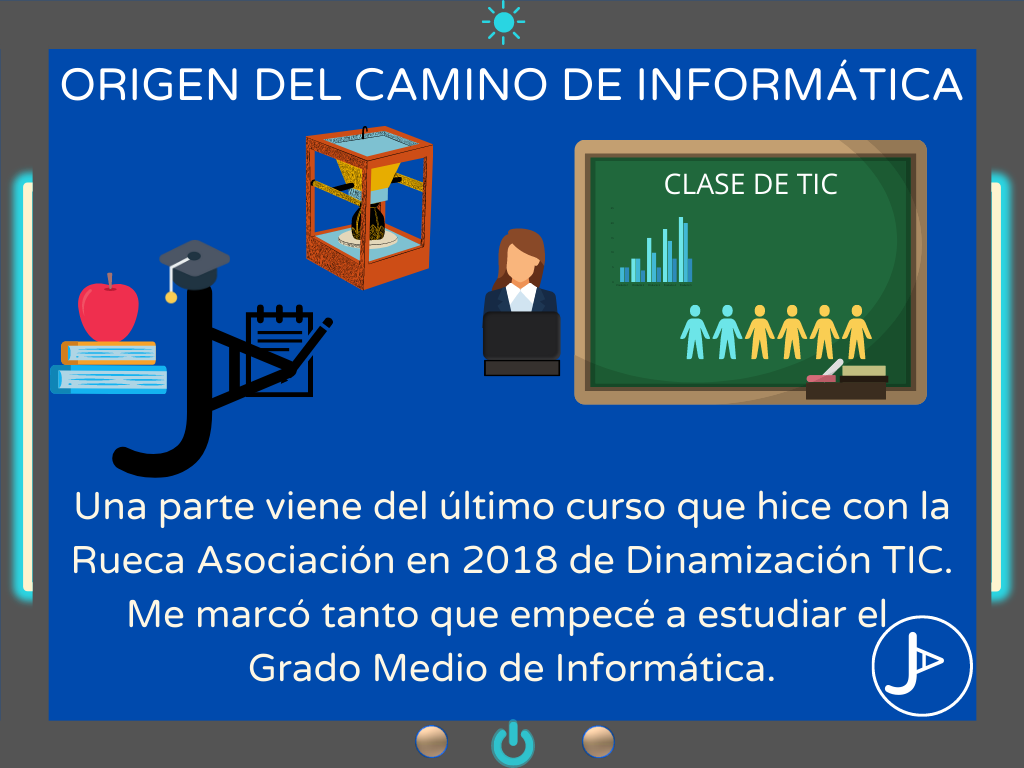 ORIGEN DEL CAMINO DE INFORMÁTICA
CLASE DE TIC
Una parte viene del último curso que hice con la
Rueca Asociación en 2018 de Dinamización TIC.
Me marcó tanto que empecé a estudiar el
Grado Medio de Informática.